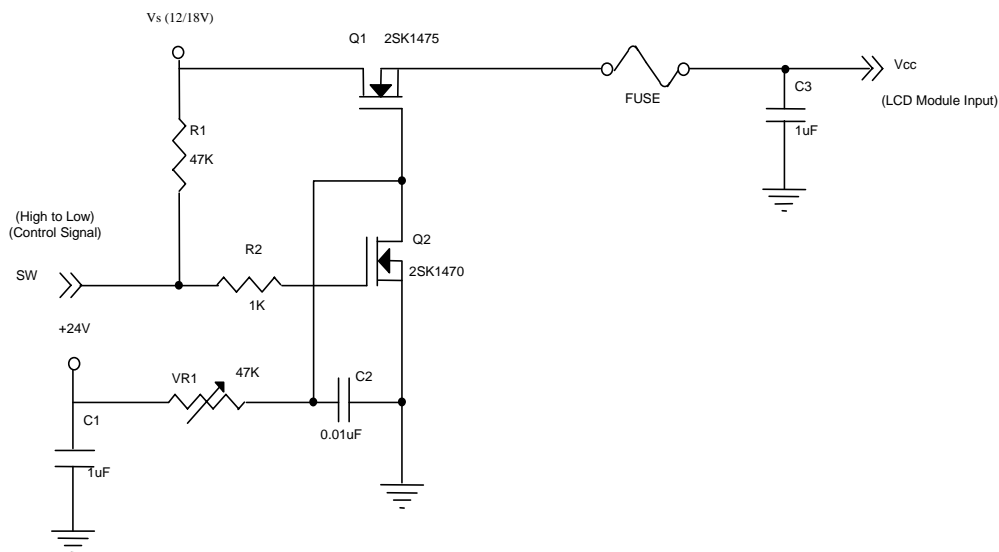 Vs (12/18V)
Q1 2SK1475
FUSE
Vcc
(LCD Module Input)
C3
1uF
R1
47K
(High to Low)
(Control Signal)
SW
R2
1K
Q2
2SK1470
+24V
VR1
47K
C2
0.01uF
C1
1uF